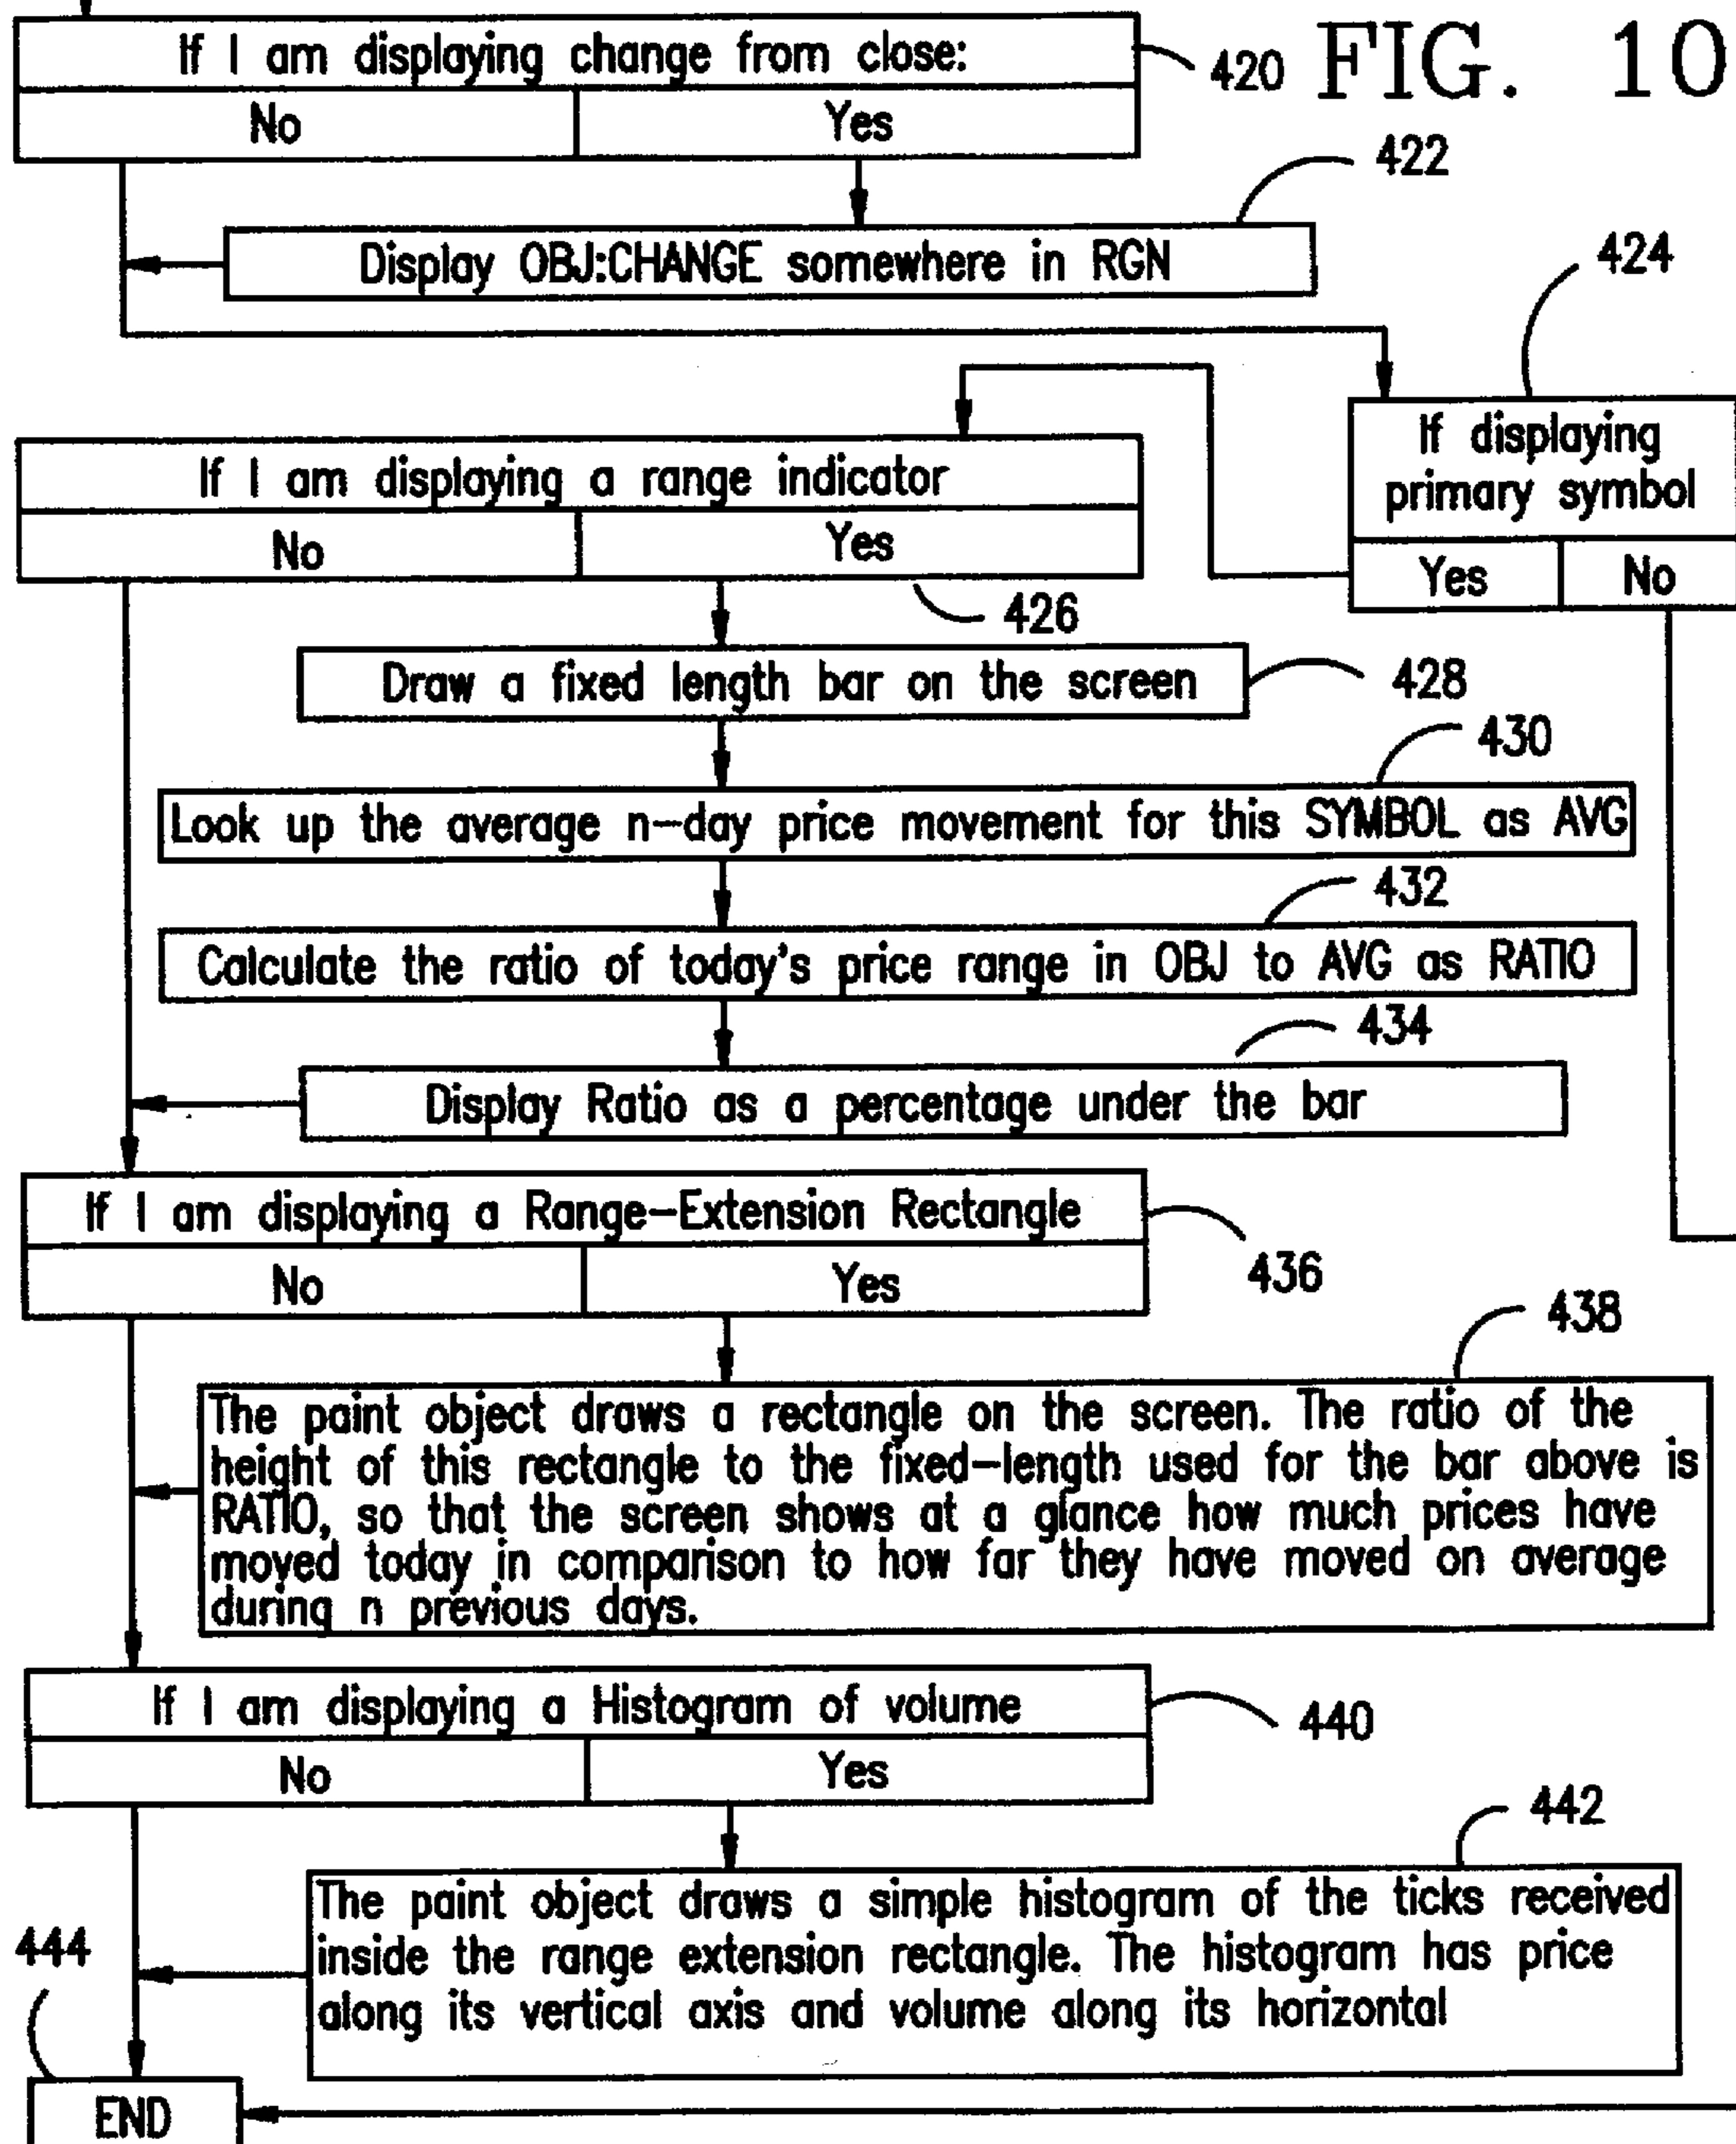 If I am displaying change from close:
420
FIG. 10
No
Yes
422
Display OBJ:CHANGE somewhere in RGN
424
If displaying
primary symbol
Yes
No
If I am displaying a range indicator
No
Yes
426
Draw a fixed length bar on the screen
428
430
Look up the average n-day price movement for this SYMBOL as AVG
432
Calculate the ratio of today's price range in OBJ to AVG as RATIO
434
Display Ratio as a percentage under the bar
If I am displaying a Range-Extension Rectangle
No
Yes
436
438
The paint object draws a rectangle on the screen. The ratio of the
height of this rectangle to the fixed-length used for the bar above is
RATIO, so that the screen shows at a glance how much prices have
moved today in comparison to how far they have moved on average
during n previous days.
If I am displaying a Histogram of volume
440
No
Yes
442
The paint object draws a simple histogram of the ticks received
inside the range extension rectangle. The histogram has price
along its vertical axis and volume along its horizontal
444
END